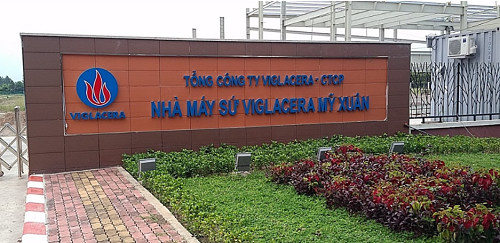 TỔNG CÔNG TY VIGLACERA - CTCP
NHÀ MÁY SỨ VIGLACERA MỸ XUÂN
VIGLACERA